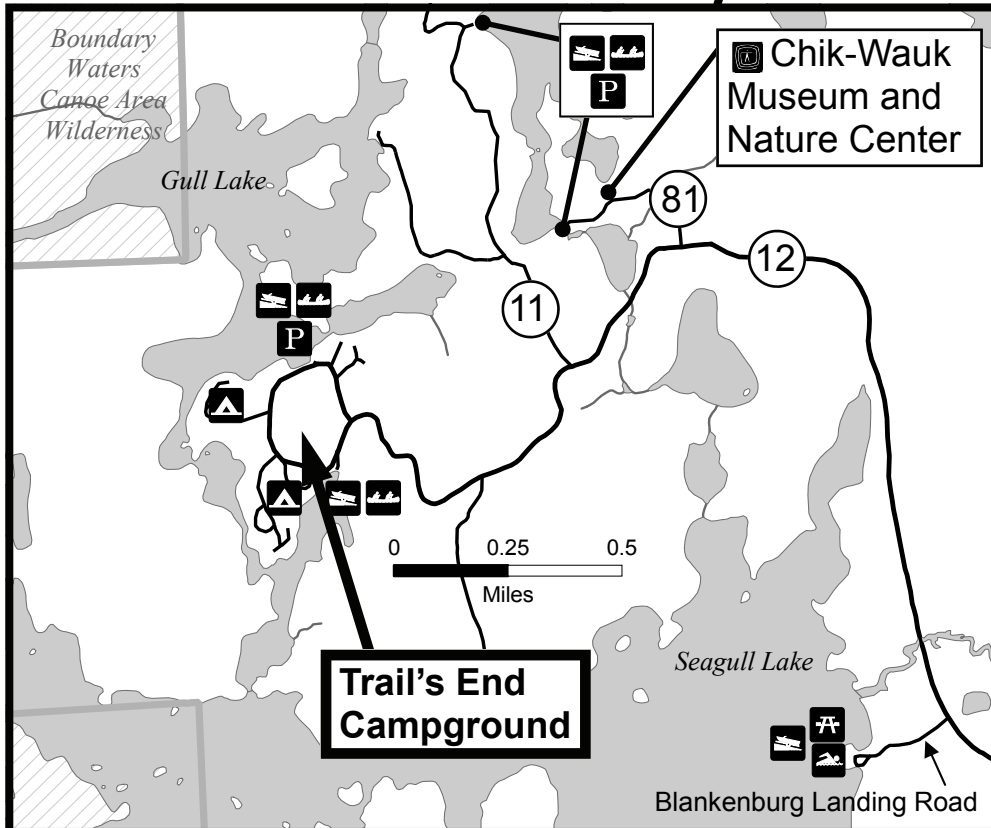 Boundary
Waters
Canoe Area
Wilderness
P
Chik-Wauk
Museum and
Nature Center
Gull Lake
81
12
11
P
0 0.25 0.5
Miles
Trail's End
Campground
Seagull Lake
Blankenburg Landing Road